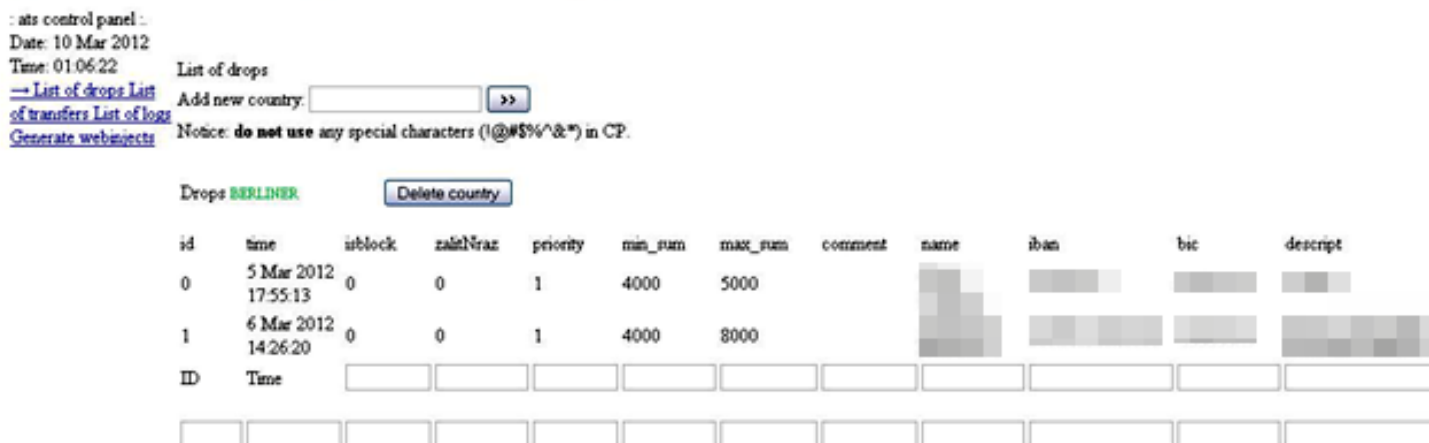 : ats control panel :.
Date: 10 Mar 2012
Time: 01:06:22
→ List of drops List
of transfers List of logs
Generate webinjects
List of drops
Add new country: >>
Notice: do not use any special characters (!@#$%^&*) in CP.
Drops BERLINER Delete country
id time isblock zalitNraz priority min_sum max_sum comment name iban bic descript
0 5 Mar 2012 17:55:13 0 0 1 4000 5000
1 6 Mar 2012 14:26:20 0 0 1 4000 8000
ID Time